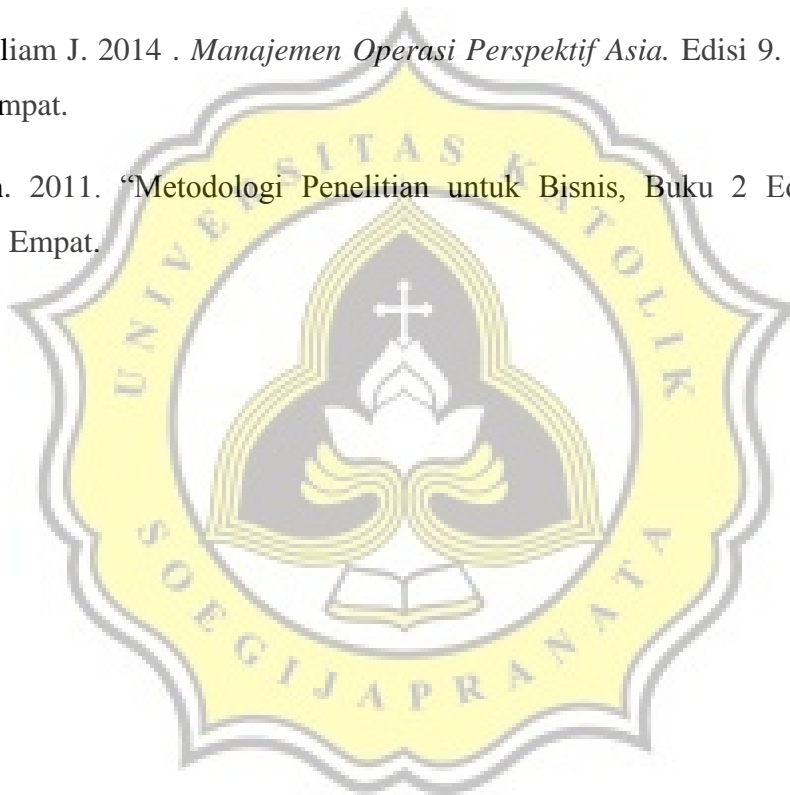 liam J. 2014 . Manajemen Operasi Perspektif Asia. Edisi 9.
mpat.
n. 2011. “Metodologi Penelitian untuk Bisnis, Buku 2 Ed
Empat.
UNIVERSITAS KATOLIK
SOEGIJAPRANATA